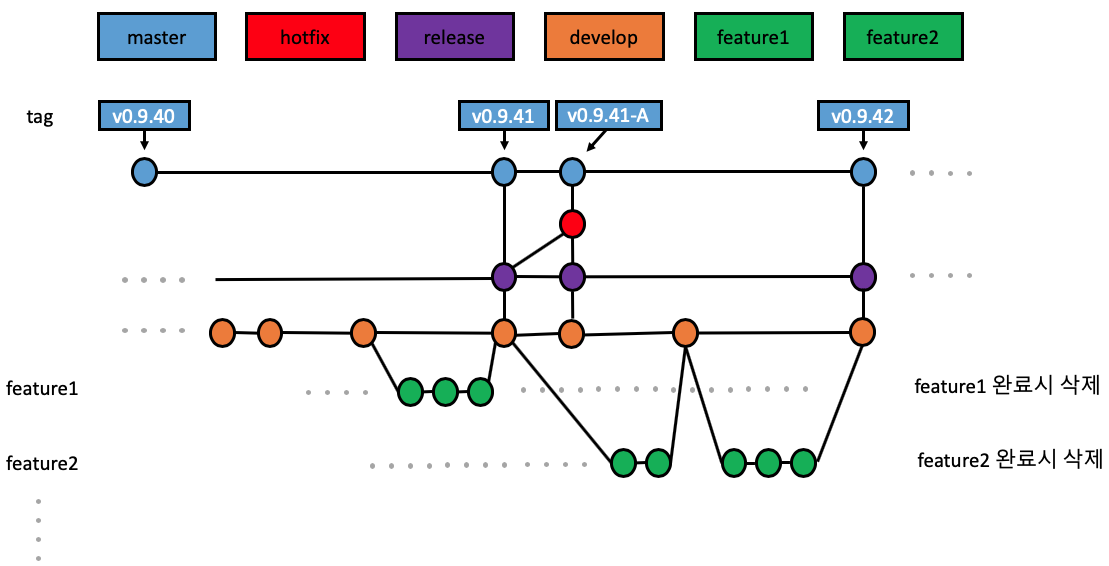 master hotfix release develop feature1 feature2
tag v0.9.40 v0.9.41 v0.9.41-A v0.9.42
feature1 feature1 완료시 삭제
feature2 feature2 완료시 삭제